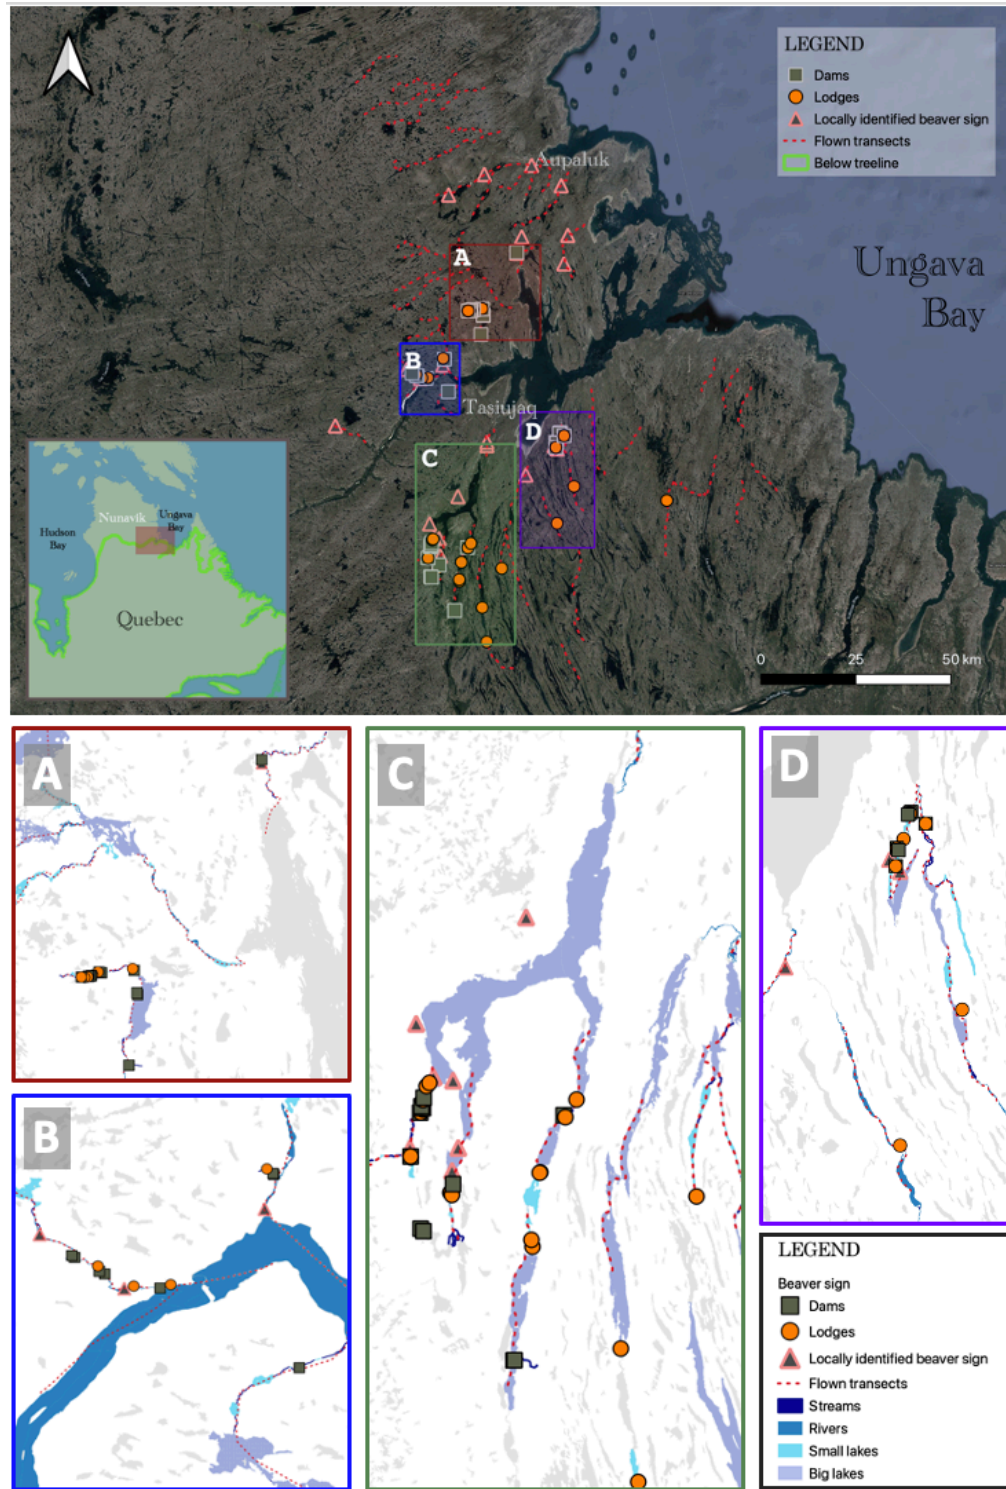 LEGEND
Dams
Lodges
Locally identified beaver sign
Flown transects
Below treeline
Aupaluk
Ungava
Bay
A
B
Tasiujaq
D
C
Nunavik
Ungava
Bay
Hudson
Bay
Quebec
0 25 50 km
A
C
D
B
LEGEND
Beaver sign
Dams
Lodges
Locally identified beaver sign
Flown transects
Streams
Rivers
Small lakes
Big lakes